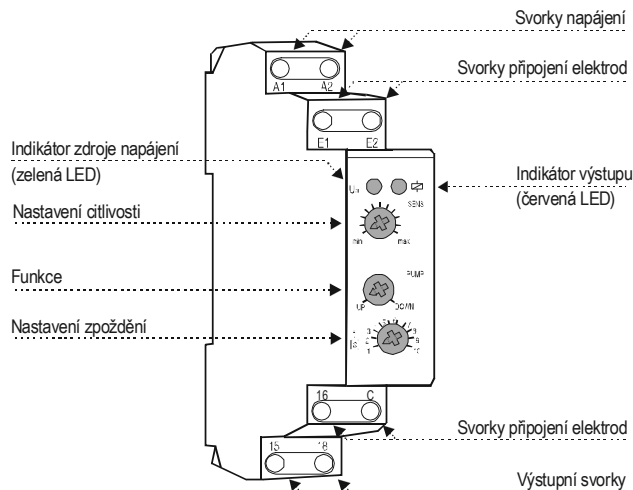 Svorky napájení
A1 A2
Svorky připojení elektrod
E1 E2
Indikátor zdroje napájení
(zelená LED)
Un
Indikátor výstupu
(červená LED)
SENS
Nastavení citlivosti
min max
Funkce
PUMP
UP DOWN
Nastavení zpoždění
16 C
Svorky připojení elektrod
15 18
Výstupní svorky